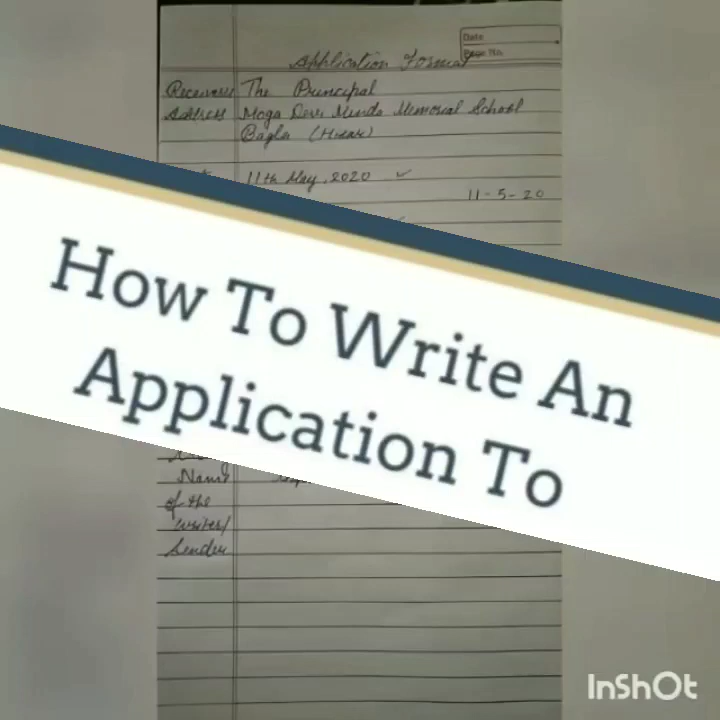 Date
Page No.
Application Format
Receivers The Principal
Address Moga Devi Minda Memorial School
Bagla (Hisar)
11th May, 2020
11-5-20
How To Write An
Application To
Name
of the
writer/
Sender
InShOt